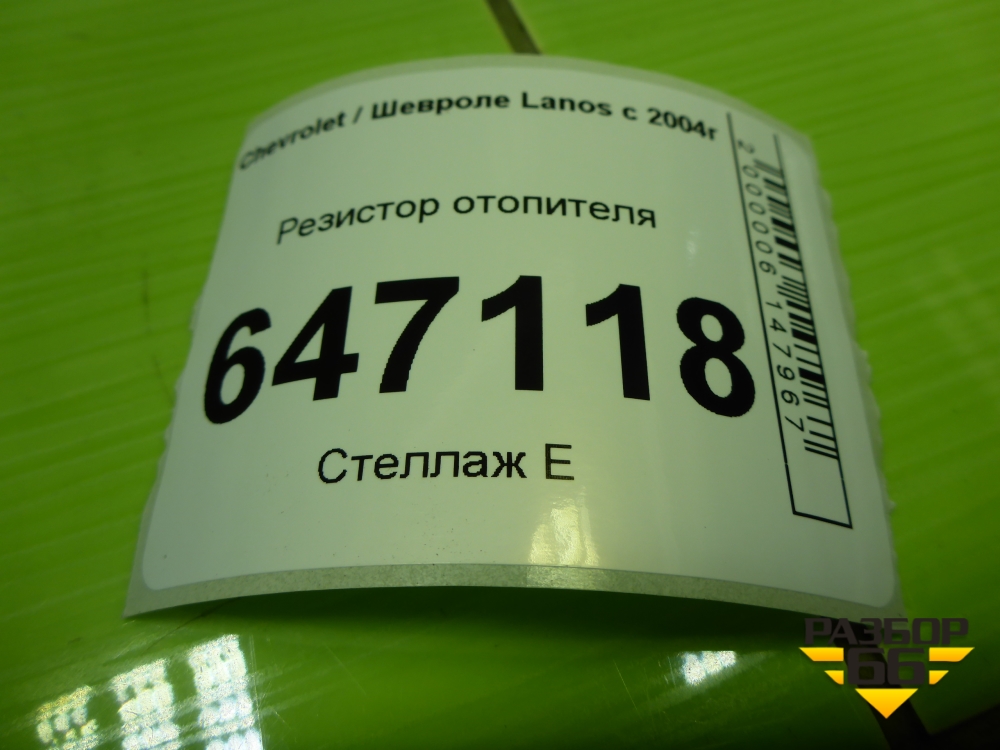 Chevrolet / Шевроле Lanos с 2004г
Резистор отопителя
647118
Стеллаж Е
2000006147967
РАЗБОР
66